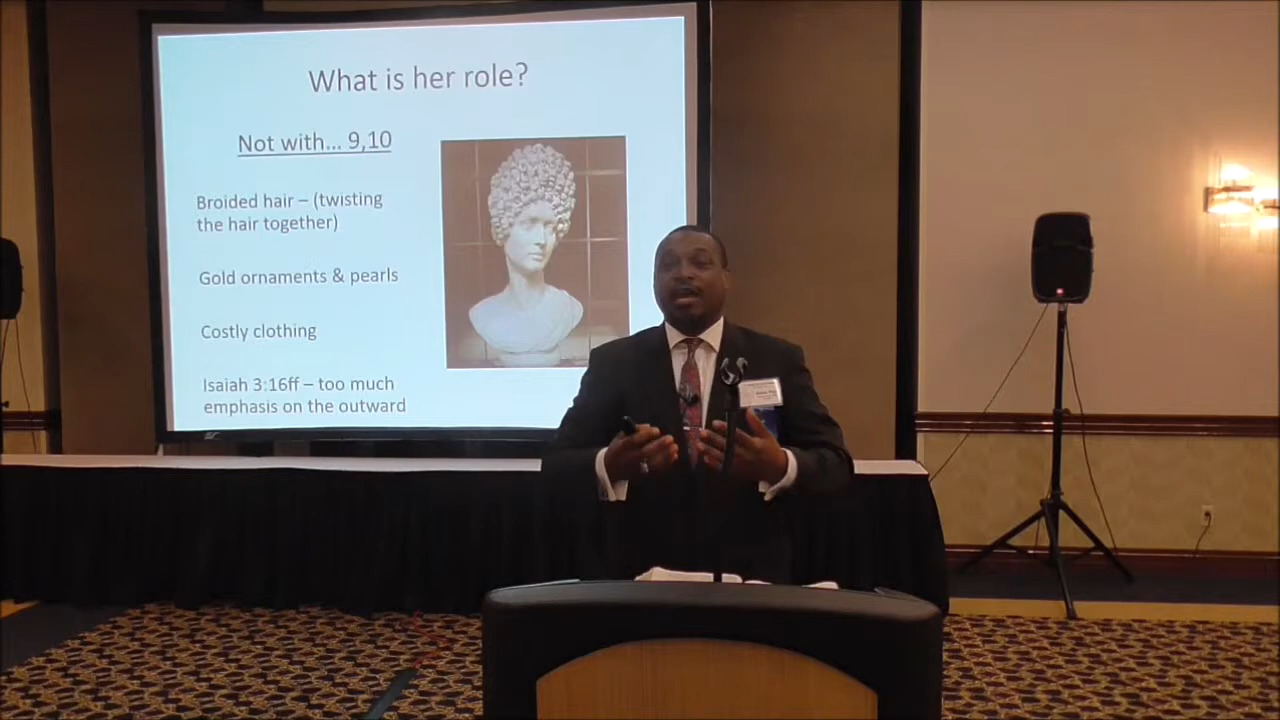 What is her role?
Not with... 9,10
Broided hair – (twisting
the hair together)
Gold ornaments & pearls
Costly clothing
Isaiah 3:16ff – too much
emphasis on the outward